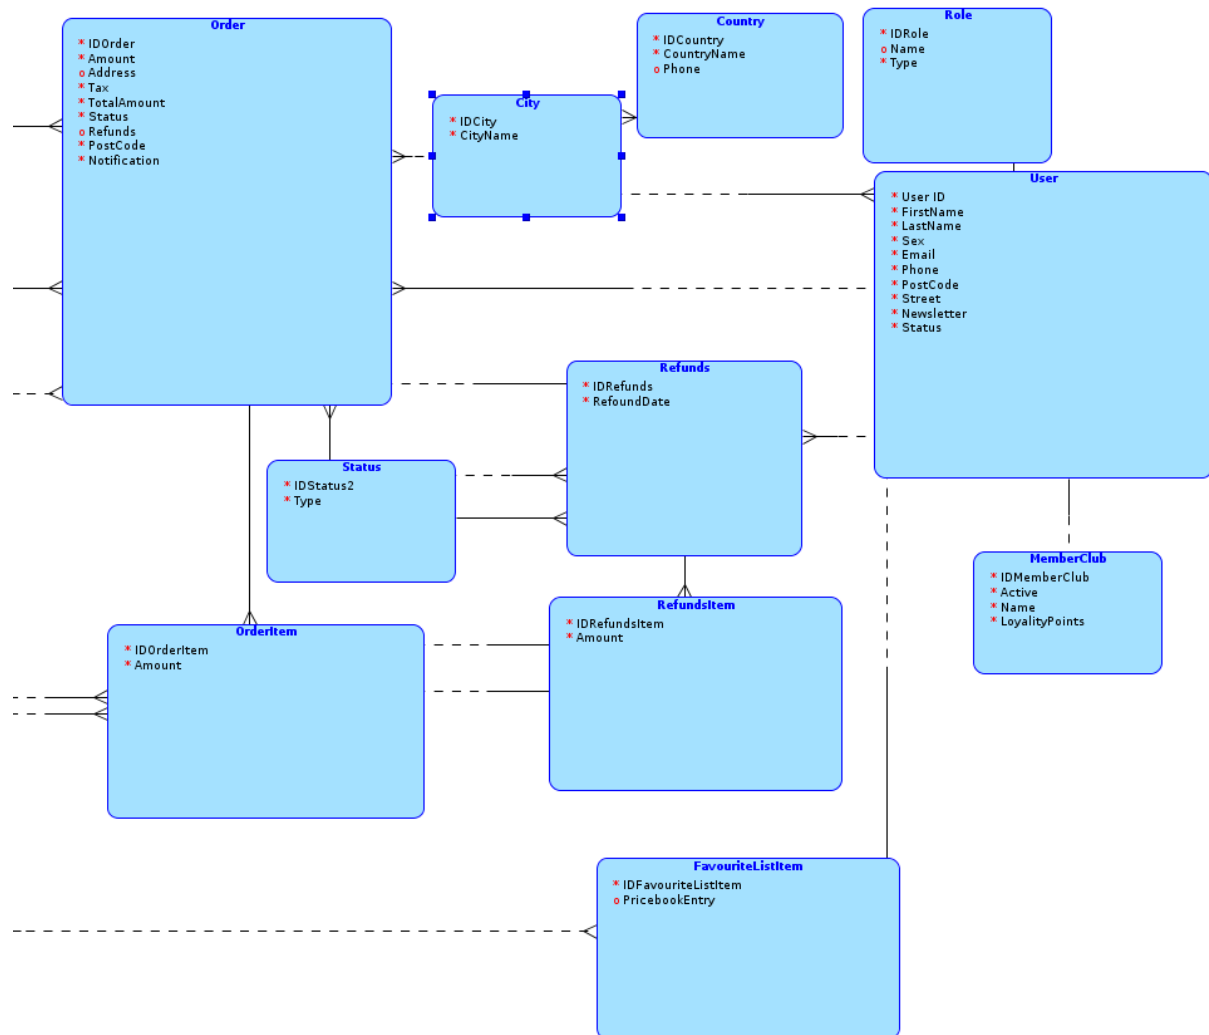 Order
* IDOrder
* Amount
o Address
* Tax
* TotalAmount
* Status
o Refunds
* PostCode
* Notification
City
* IDCity
* CityName
Country
* IDCountry
* CountryName
o Phone
Role
* IDRole
o Name
* Type
User
* User ID
* FirstName
* LastName
* Sex
* Email
* Phone
* PostCode
* Street
* Newsletter
* Status
Refunds
* IDRefunds
* RefoundDate
Status
* IDStatus2
* Type
MemberClub
* IDMemberClub
* Active
* Name
* LoyalityPoints
OrderItem
* IDOrderItem
* Amount
RefundsItem
* IDRefundsItem
* Amount
FavouriteListItem
* IDFavouriteListItem
o PricebookEntry